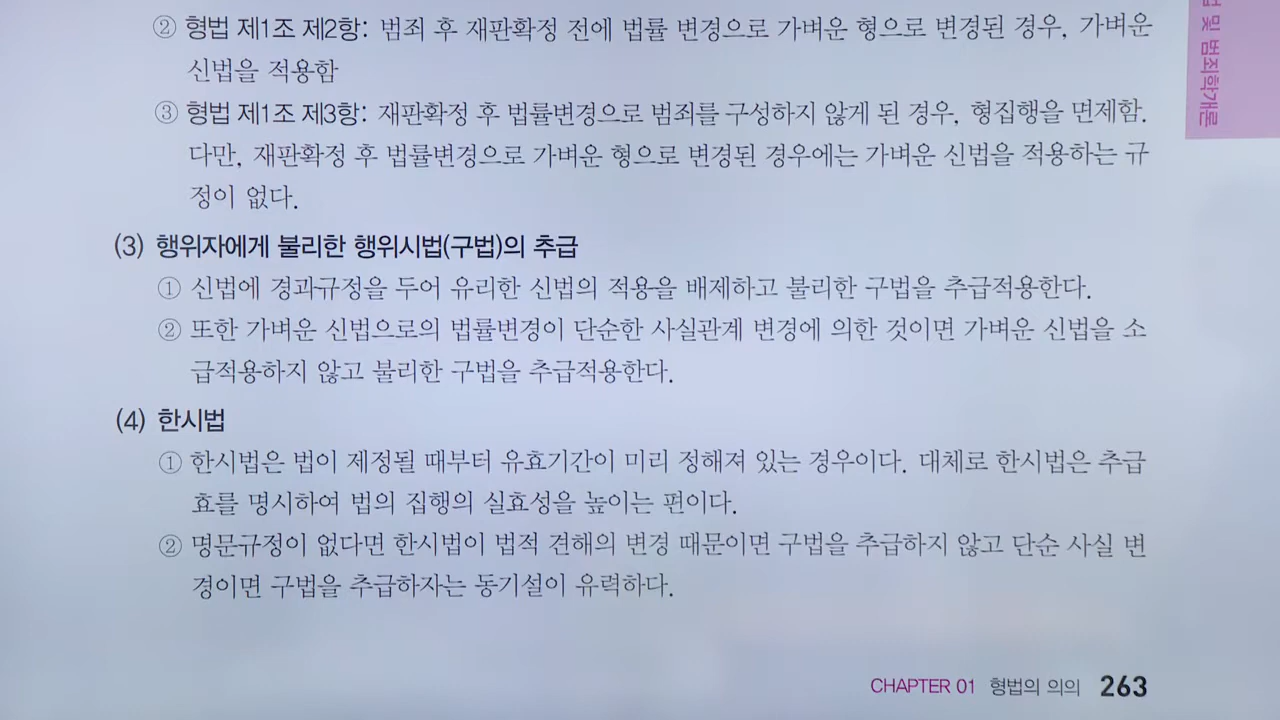 ② 형법 제1조 제2항: 범죄 후 재판확정 전에 법률 변경으로 가벼운 형으로 변경된 경우, 가벼운
신법을 적용함
③ 형법 제1조 제3항: 재판확정 후 법률변경으로 범죄를 구성하지 않게 된 경우, 형집행을 면제함.
다만, 재판확정 후 법률변경으로 가벼운 형으로 변경된 경우에는 가벼운 신법을 적용하는 규
정이 없다.
(3) 행위자에게 불리한 행위시법(구법)의 추급
① 신법에 경과규정을 두어 유리한 신법의 적용을 배제하고 불리한 구법을 추급적용한다.
② 또한 가벼운 신법으로의 법률변경이 단순한 사실관계 변경에 의한 것이면 가벼운 신법을 소
급적용하지 않고 불리한 구법을 추급적용한다.
(4) 한시법
① 한시법은 법이 제정될 때부터 유효기간이 미리 정해져 있는 경우이다. 대체로 한시법은 추급
효를 명시하여 법의 집행의 실효성을 높이는 편이다.
② 명문규정이 없다면 한시법이 법적 견해의 변경 때문이면 구법을 추급하지 않고 단순 사실 변
경이면 구법을 추급하자는 동기설이 유력하다.
및 범죄학개론
CHAPTER 01 형법의 의의 263